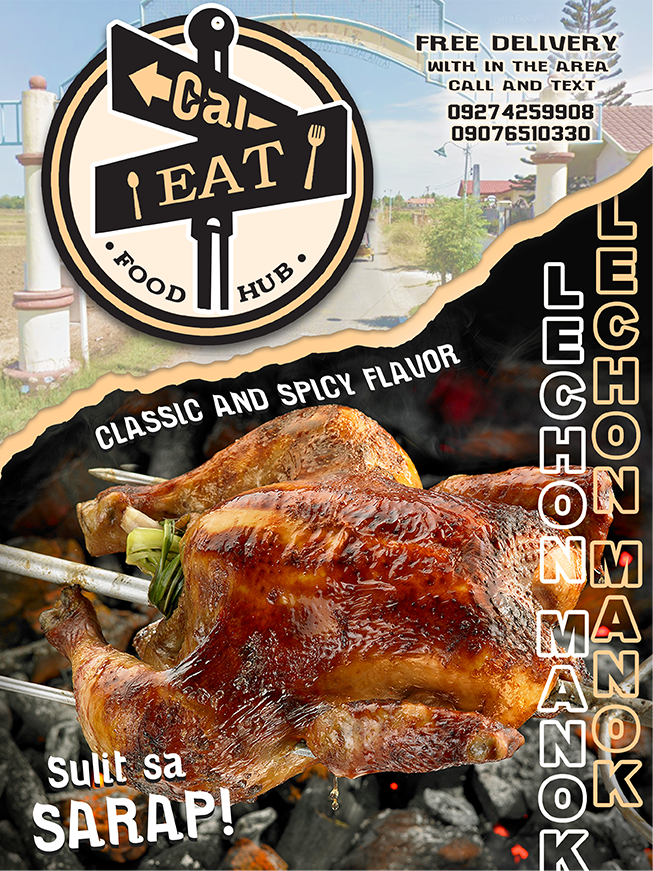 Cal
EAT
• FOOD HUB •
FREE DELIVERY
WITH IN THE AREA
CALL AND TEXT
09274259908
09076510330
CLASSIC AND SPICY FLAVOR
LECHON MANOK
LECHON MANOK
Sulit sa
SARAP!